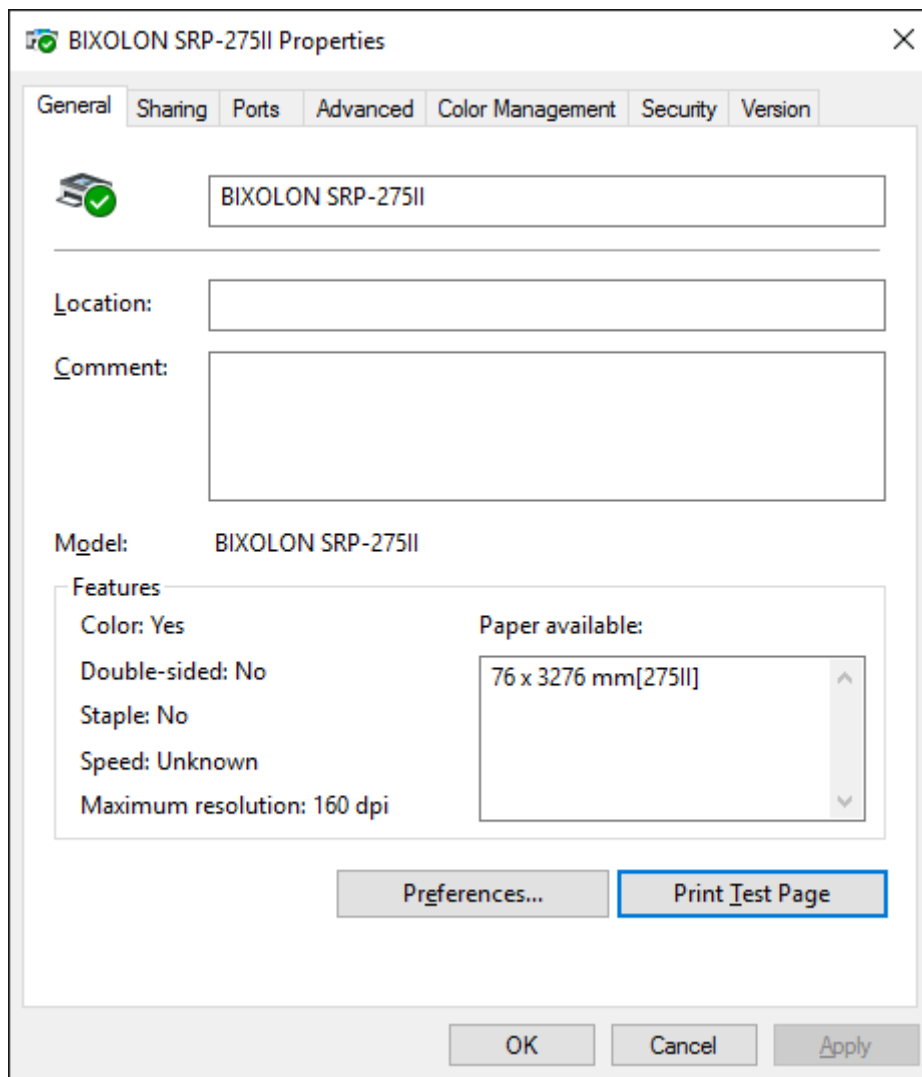 BIXOLON SRP-275II Properties
General Sharing Ports Advanced Color Management Security Version
BIXOLON SRP-275II
Location:
Comment:
Model: BIXOLON SRP-275II
Features
Color: Yes
Paper available:
Double-sided: No
76 x 3276 mm[275II]
Staple: No
Speed: Unknown
Maximum resolution: 160 dpi
Preferences... Print Test Page
OK Cancel Apply